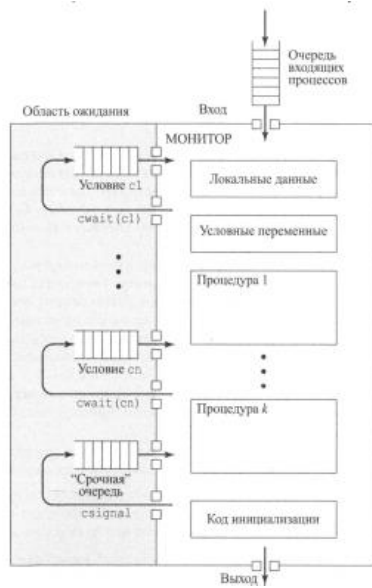 Очередь
входящих
процессов
Область ожидания
Вход
МОНИТОР
Условие c1
cwait(c1)
Локальные данные
Условные переменные
Процедура 1
Условие cn
cwait(cn)
Процедура k
"Срочная"
очередь
csignal
Код инициализации
Выход